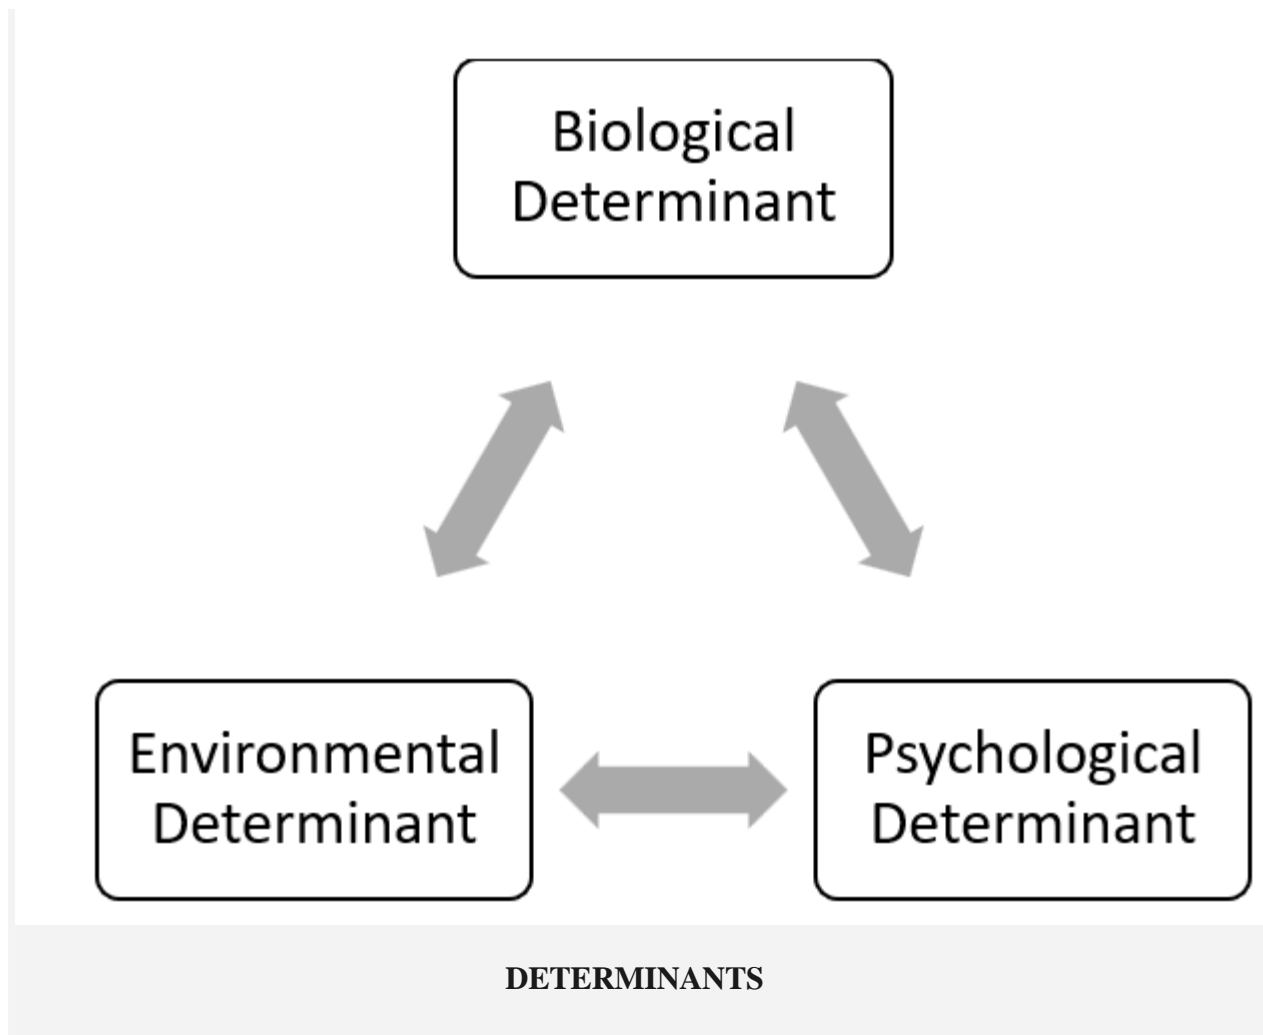 Biological
Determinant
Environmental
Determinant
Psychological
Determinant
DETERMINANTS